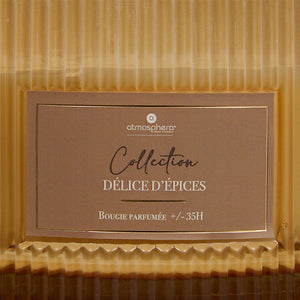 atmosphera
Collection
DÉLICE D'ÉPICES
BOUGIE PARFUMÉE +/- 35H